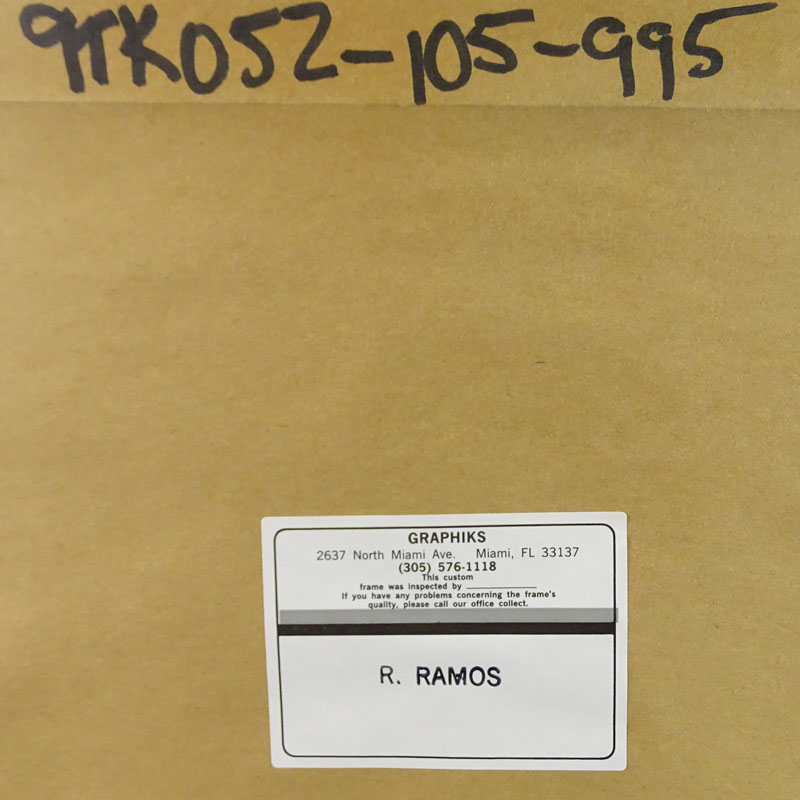 9TK052-105-995
GRAPHIKS
2637 North Miami Ave. Miami, FL 33137
(305) 576-1118
This custom
frame was inspected by ___________
If you have any problems concerning the frame's
quality, please call our office collect.
R. RAMOS